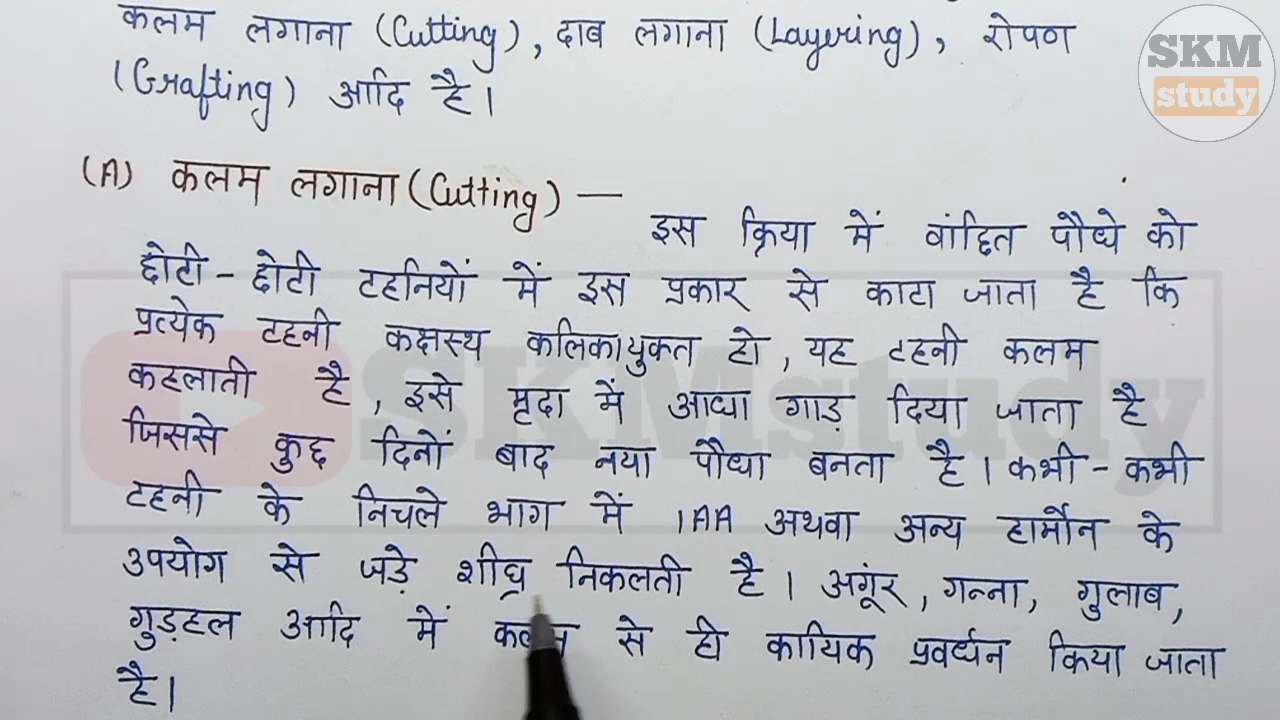 कलम लगाना (Cutting), दाब लगाना (Layering), रोपण
(Grafting) आदि है।
SKM
study
(A) कलम लगाना (Cutting) —
इस क्रिया में वांछित पौधे को
छोटी - छोटी टहनियों में इस प्रकार से काटा जाता है कि
प्रत्येक टहनी कक्षस्य कलिकायुक्त हो, यह टहनी कलम
कहलाती है, इसे मृदा में आधा गाड़ दिया जाता है
जिससे कुछ दिनों बाद नया पौधा बनता है। कभी - कभी
टहनी के निचले भाग में IAA अथवा अन्य हार्मोन के
उपयोग से जड़े शीघ्र निकलती है। अगूंर, गन्ना, गुलाब,
गुड़हल आदि में कलम से ही कायिक प्रवर्धन किया जाता
है।
SKMstudy